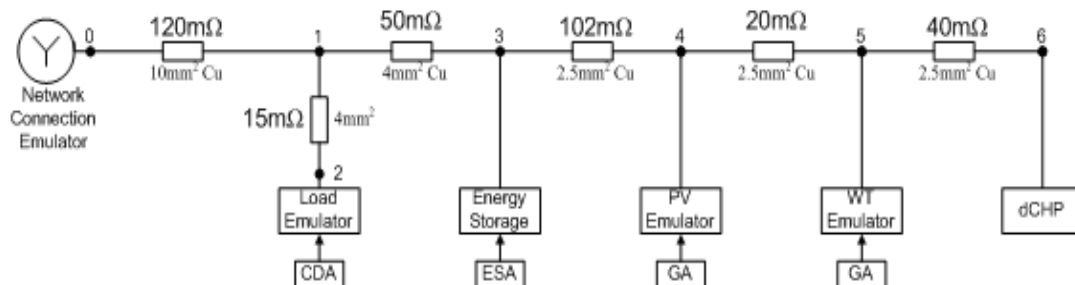 0
120mΩ
1
50mΩ
3
102mΩ
4
20mΩ
5
40mΩ
6
10mm² Cu
4mm² Cu
2.5mm² Cu
2.5mm² Cu
2.5mm² Cu
Y
Network
Connection
Emulator
15mΩ
4mm²
2
Load
Emulator
Energy
Storage
PV
Emulator
WT
Emulator
dCHP
CDA
ESA
GA
GA